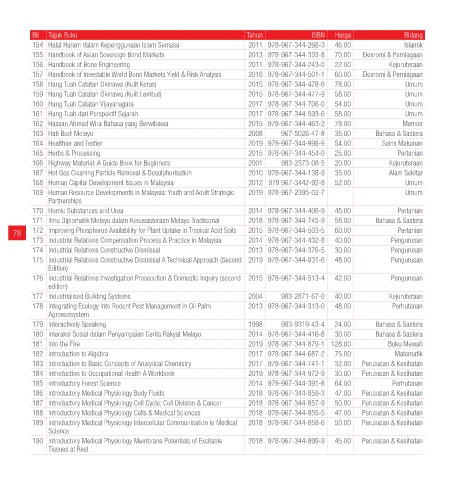 Bil Tajuk Buku Tahun ISBN Harga Bidang
154 Halal Haram dalam Kepenggunaan Islam Semasa 2011 978-967-344-268-3 46.00 Islamik
155 Handbook of Asian Sovereign Bond Markets 2013 978-967-344-333-8 70.00 Ekonomi & Perniagaan
156 Handbook of Bone Engineering 2011 978-967-344-243-0 22.00 Kejuruteraan
157 Handbook of Investable World Bond Markets Yield & Risk Analysis 2016 978-967-344-501-1 60.00 Ekonomi & Perniagaan
158 Hang Tuah Catatan Okinawa (Kulit Keras) 2015 978-967-344-478-6 78.00 Umum
159 Hang Tuah Catatan Okinawa (Kulit Lembut) 2015 978-967-344-477-9 58.00 Umum
160 Hang Tuah Catatan Vijayanagara 2017 978-967-344-706-0 54.00 Umum
161 Hang Tuah dari Perspektif Sejarah 2017 978-967-344-593-6 58.00 Umum
162 Hassan Ahmad Wira Bahasa yang Berwibawa 2015 978-967-344-463-2 78.00 Memoir
163 Hati Budi Melayu 2008 967-5026-47-8 35.00 Bahasa & Sastera
164 Healthier and Testier 2019 978-967-344-998-9 54.00 Sains Makanan
165 Herbs & Processing 2015 978-967-344-454-0 25.00 Pertanian
166 Highway Material: A Guide Book for Beginners 2001 983-2373-08-5 20.00 Kejuruteraan
167 Hot Gas Cleaning Particle Removal & Desulphurisation 2010 978-967-344-138-9 35.00 Alam Sekitar
168 Human Capital Development Issues in Malaysia 2012 978 967-3442-92-8 52.00 Umum
169 Human Resource Developments in Malaysia: Youth and Adult Strategic 2019 978-967-2395-02-7 Umum
Partnerships
170 Humic Substances and Urea 2014 978-967-344-406-9 45.00 Pertanian
171 Ilmu Diplomatik Melayu dalam Kesusasteraan Melayu Tradisional 2018 978-967-344-745-9 58.00 Bahasa & Sastera
172 Improving Phosphorus Availability for Plant Uptake in Tropical Acid Soils 2015 978-967-344-503-5 60.00 Pertanian
78
173 Industrial Relations Compensation Process & Practice in Malaysia 2014 978-967-344-432-8 40.00 Pengurusan
174 Industrial Relations Constructive Dismissal 2013 978-967-344-376-5 30.00 Pengurusan
175 Industrial Relations Constructive Dismissal A Technical Approach (Second 2019 978-967-344-931-6 48.00 Pengurusan
Edition)
176 Industrial Relations Investigation Prosecution & Domestic Inquiry (second 2015 978-967-344-513-4 42.00 Pengurusan
edition)
177 Industrialised Building Systems 2004 983-2871-67-0 40.00 Kejuruteraan
178 Integrating Ecology into Rodent Pest Management in Oil Palm 2013 978-967-344-313-0 48.00 Perhutanan
Agroecosystem
179 Interactively Speaking 1998 983-9319-43-4 24.00 Bahasa & Sastera
180 Interaksi Sosial dalam Penyampaian Cerita Rakyat Melayu 2014 978-967-344-416-8 30.00 Bahasa & Sastera
181 Into the Fire 2019 978-967-344-879-1 128.00 Buku Mewah
182 Introduction to Algebra 2017 978-967-344-687-2 75.00 Matematik
183 Introduction to Basic Concepts of Analytical Chemistry 2017 978-967-344-741-1 32.00 Perubatan & Kesihatan
184 Introduction to Occupational Health A Workbook 2019 978-967-344-972-9 30.00 Perubatan & Kesihatan
185 Introductory Forest Science 2014 978-967-344-391-8 64.00 Perhutanan
186 Introductory Medical Physiology Body Fluids 2018 978-967-344-859-3 47.00 Perubatan & Kesihatan
187 Introductory Medical Physiology Cell Cycle, Cell Division & Cancer 2018 978-967-344-857-9 50.00 Perubatan & Kesihatan
188 Introductory Medical Physiology Cells & Medical Sciences 2018 978-967-344-855-5 47.00 Perubatan & Kesihatan
189 Introductory Medical Physiology Intercellular Communication in Medical 2018 978-967-344-858-6 50.00 Perubatan & Kesihatan
Science
190 Introductory Medical Physiology Membrane Potentials of Excitable 2018 978-967-344-899-9 45.00 Perubatan & Kesihatan
Tissues at Rest